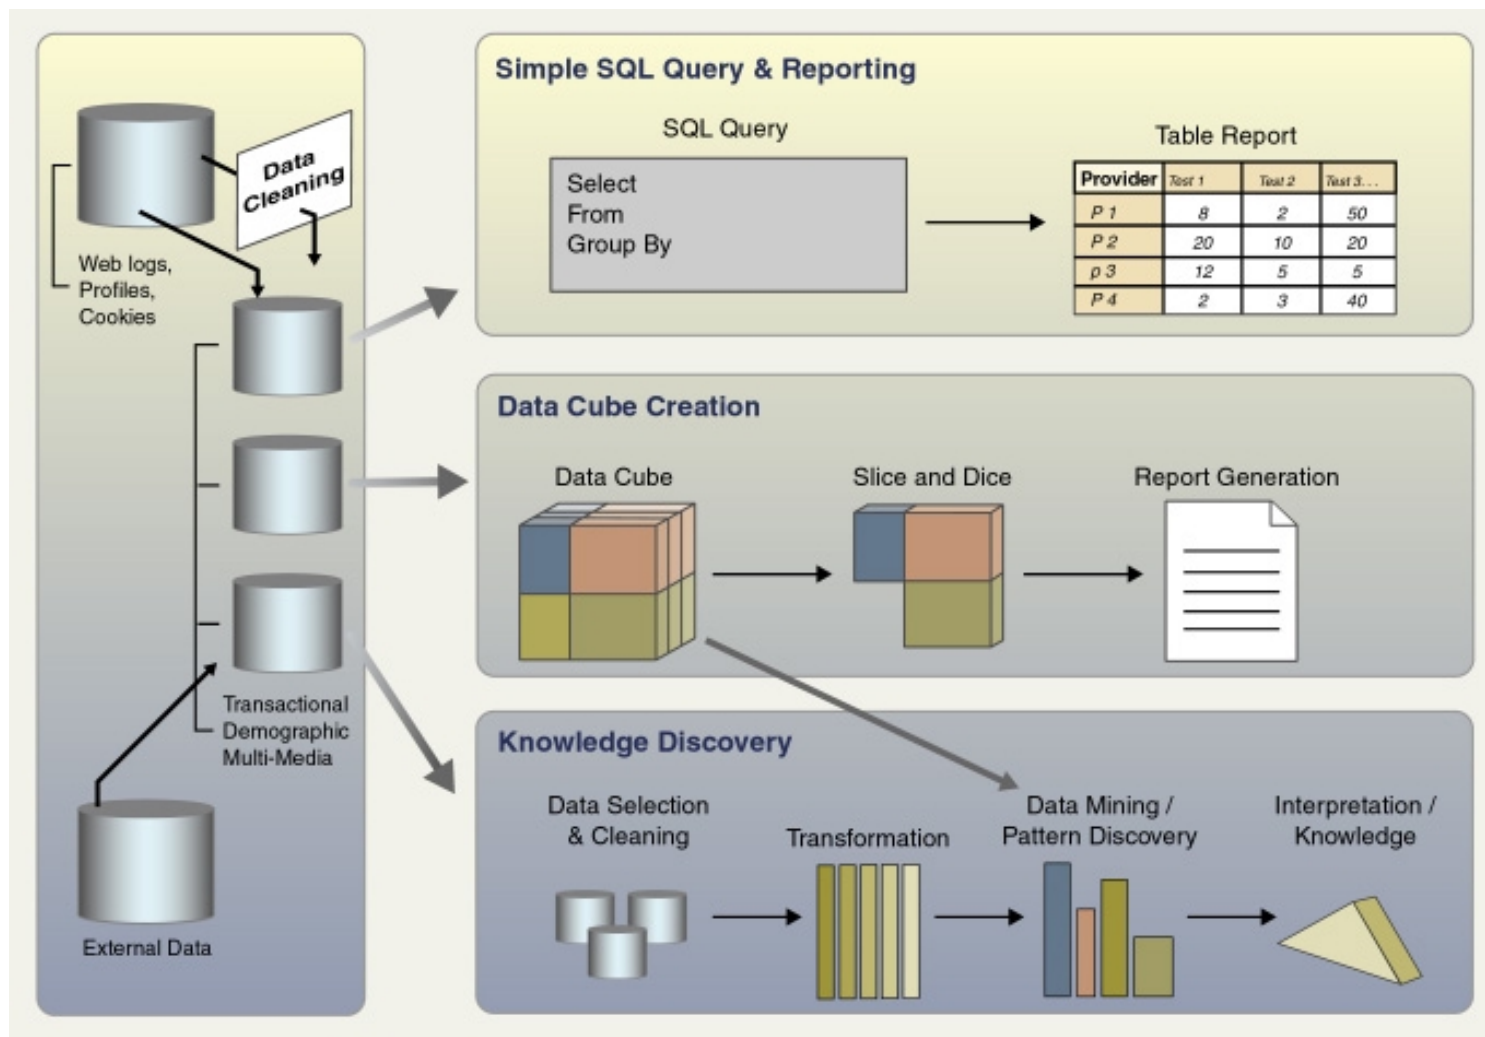 Data
Cleaning
Web logs,
Profiles,
Cookies
Transactional
Demographic
Multi-Media
External Data
Simple SQL Query & Reporting
SQL Query
Select
From
Group By
Table Report
Provider Test 1 Test 2 Test 3...
P 1 8 2 50
P 2 20 10 20
p 3 12 5 5
P 4 2 3 40
Data Cube Creation
Data Cube
Slice and Dice
Report Generation
Knowledge Discovery
Data Selection
& Cleaning
Transformation
Data Mining /
Pattern Discovery
Interpretation /
Knowledge